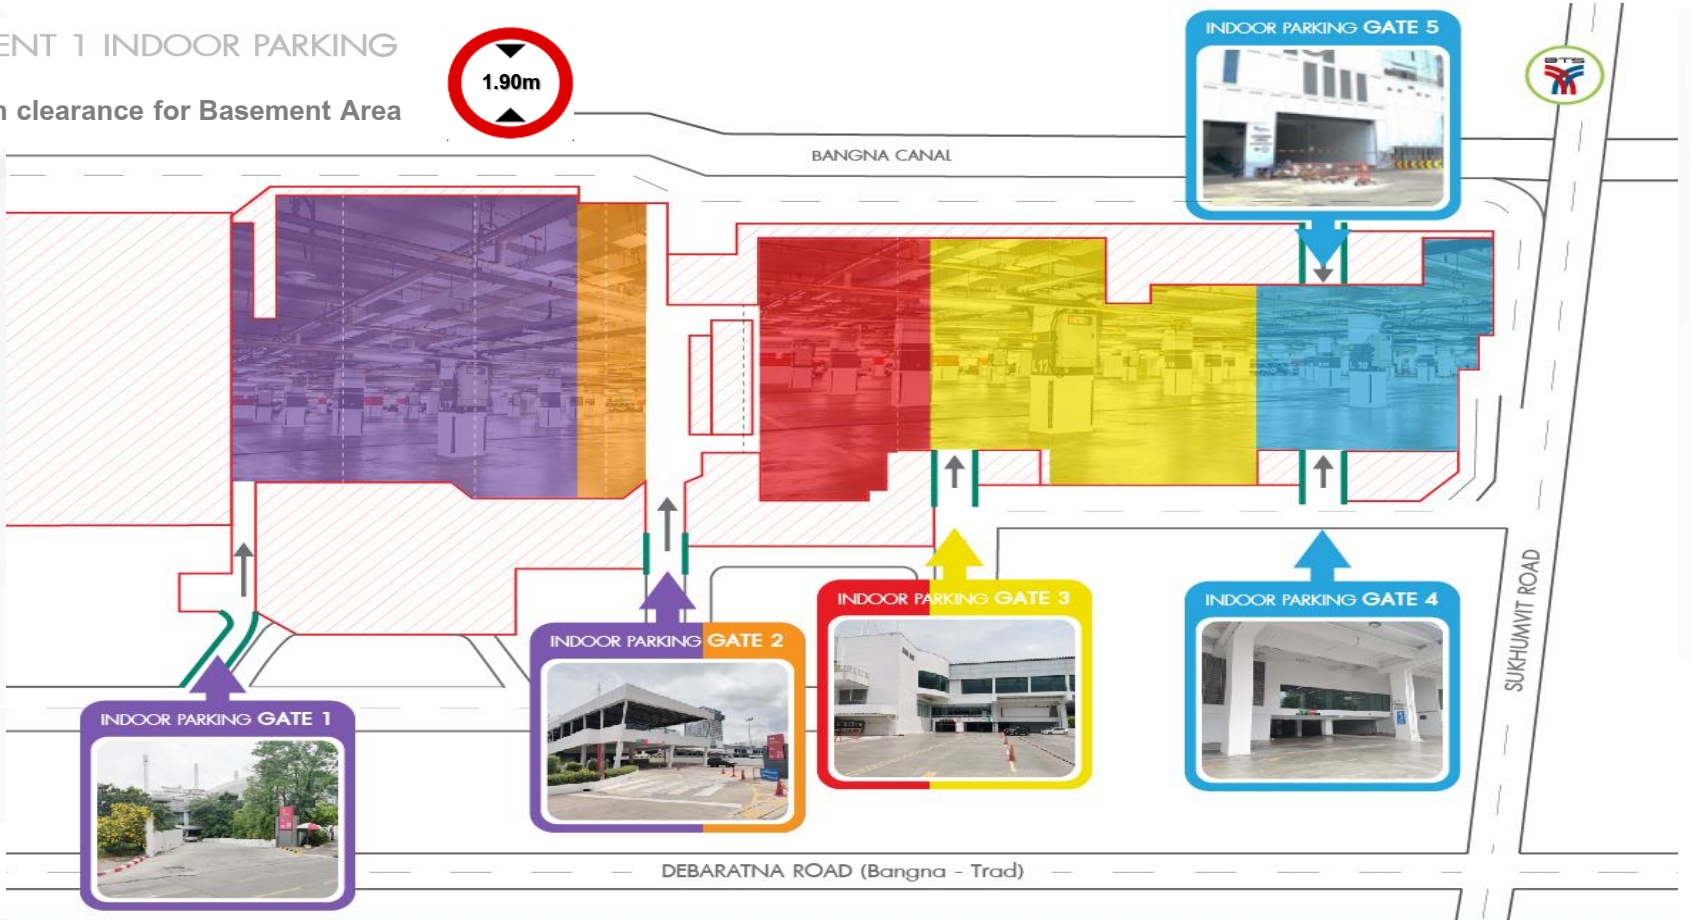 ENT 1 INDOOR PARKING
clearance for Basement Area
1.90m
INDOOR PARKING GATE 5
BTS
BANGNA CANAL
17
INDOOR PARKING GATE 3
INDOOR PARKING GATE 4
INDOOR PARKING GATE 2
INDOOR PARKING GATE 1
SUKHUMVIT ROAD
DEBARATNA ROAD (Bangna - Trad)